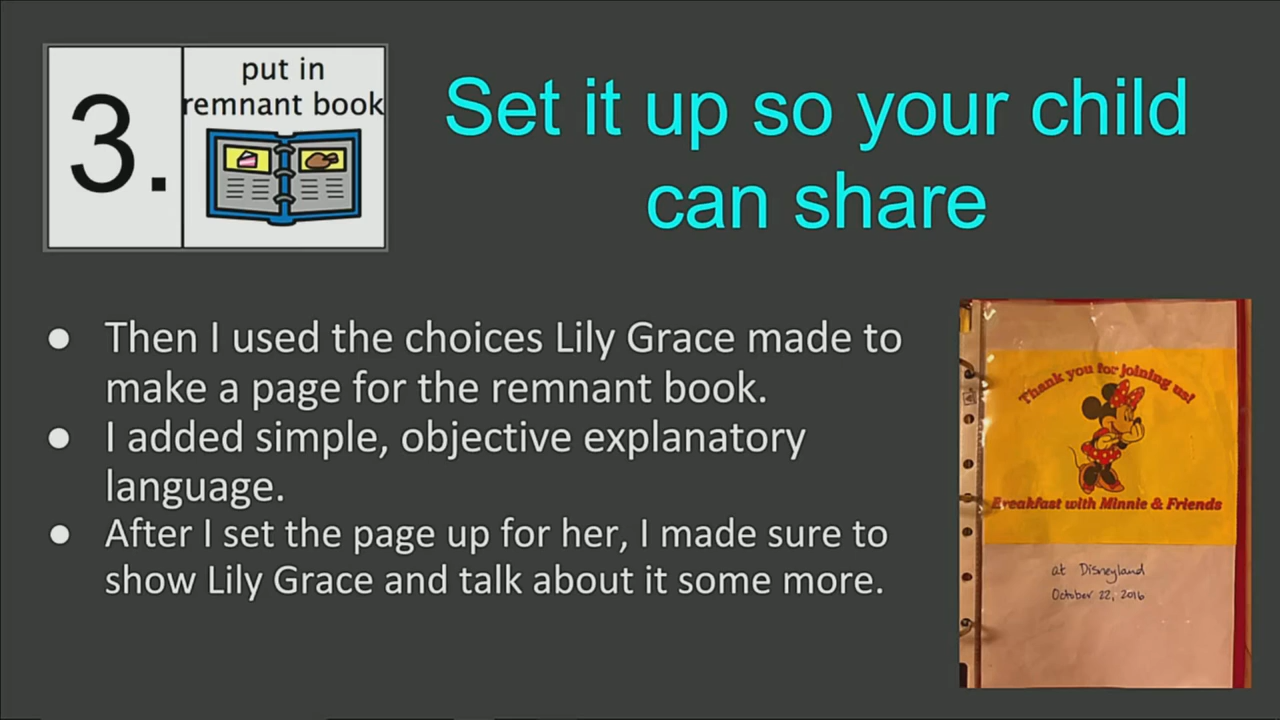 3.
put in
remnant book
Set it up so your child
can share
● Then I used the choices Lily Grace made to
make a page for the remnant book.
● I added simple, objective explanatory
language.
● After I set the page up for her, I made sure to
show Lily Grace and talk about it some more.
Thank you for joining us!
Breakfast with Minnie & Friends
at Disneyland
October 22, 2016